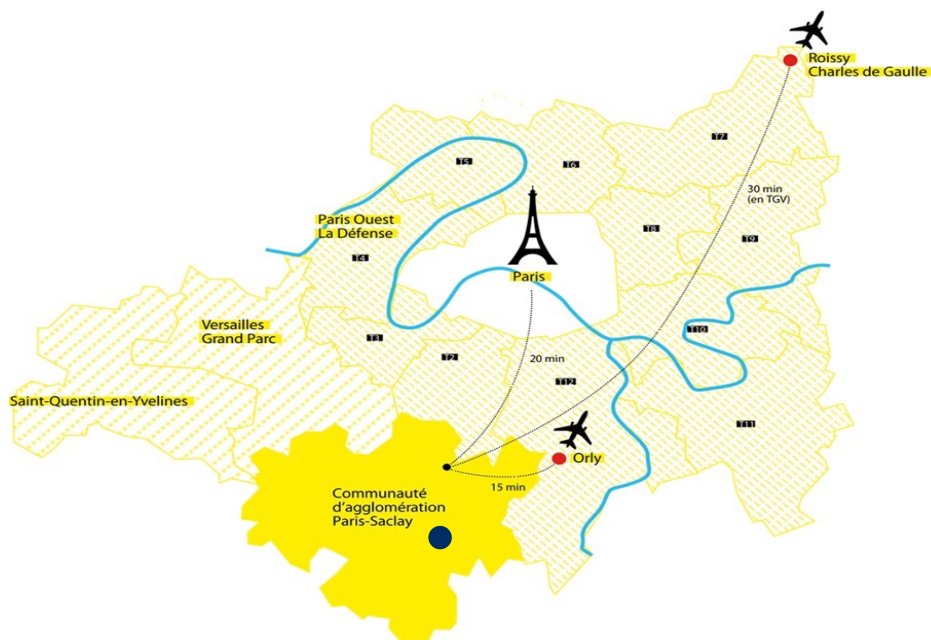 Roissy
Charles de Gaulle
T7
T5
T6
30 min
(en TGV)
Paris Ouest
La Défense
T8
T9
T4
Paris
Versailles
Grand Parc
T3
T10
T2
20 min
T12
Saint-Quentin-en-Yvelines
T11
Orly
15 min
Communauté
d'agglomération
Paris-Saclay